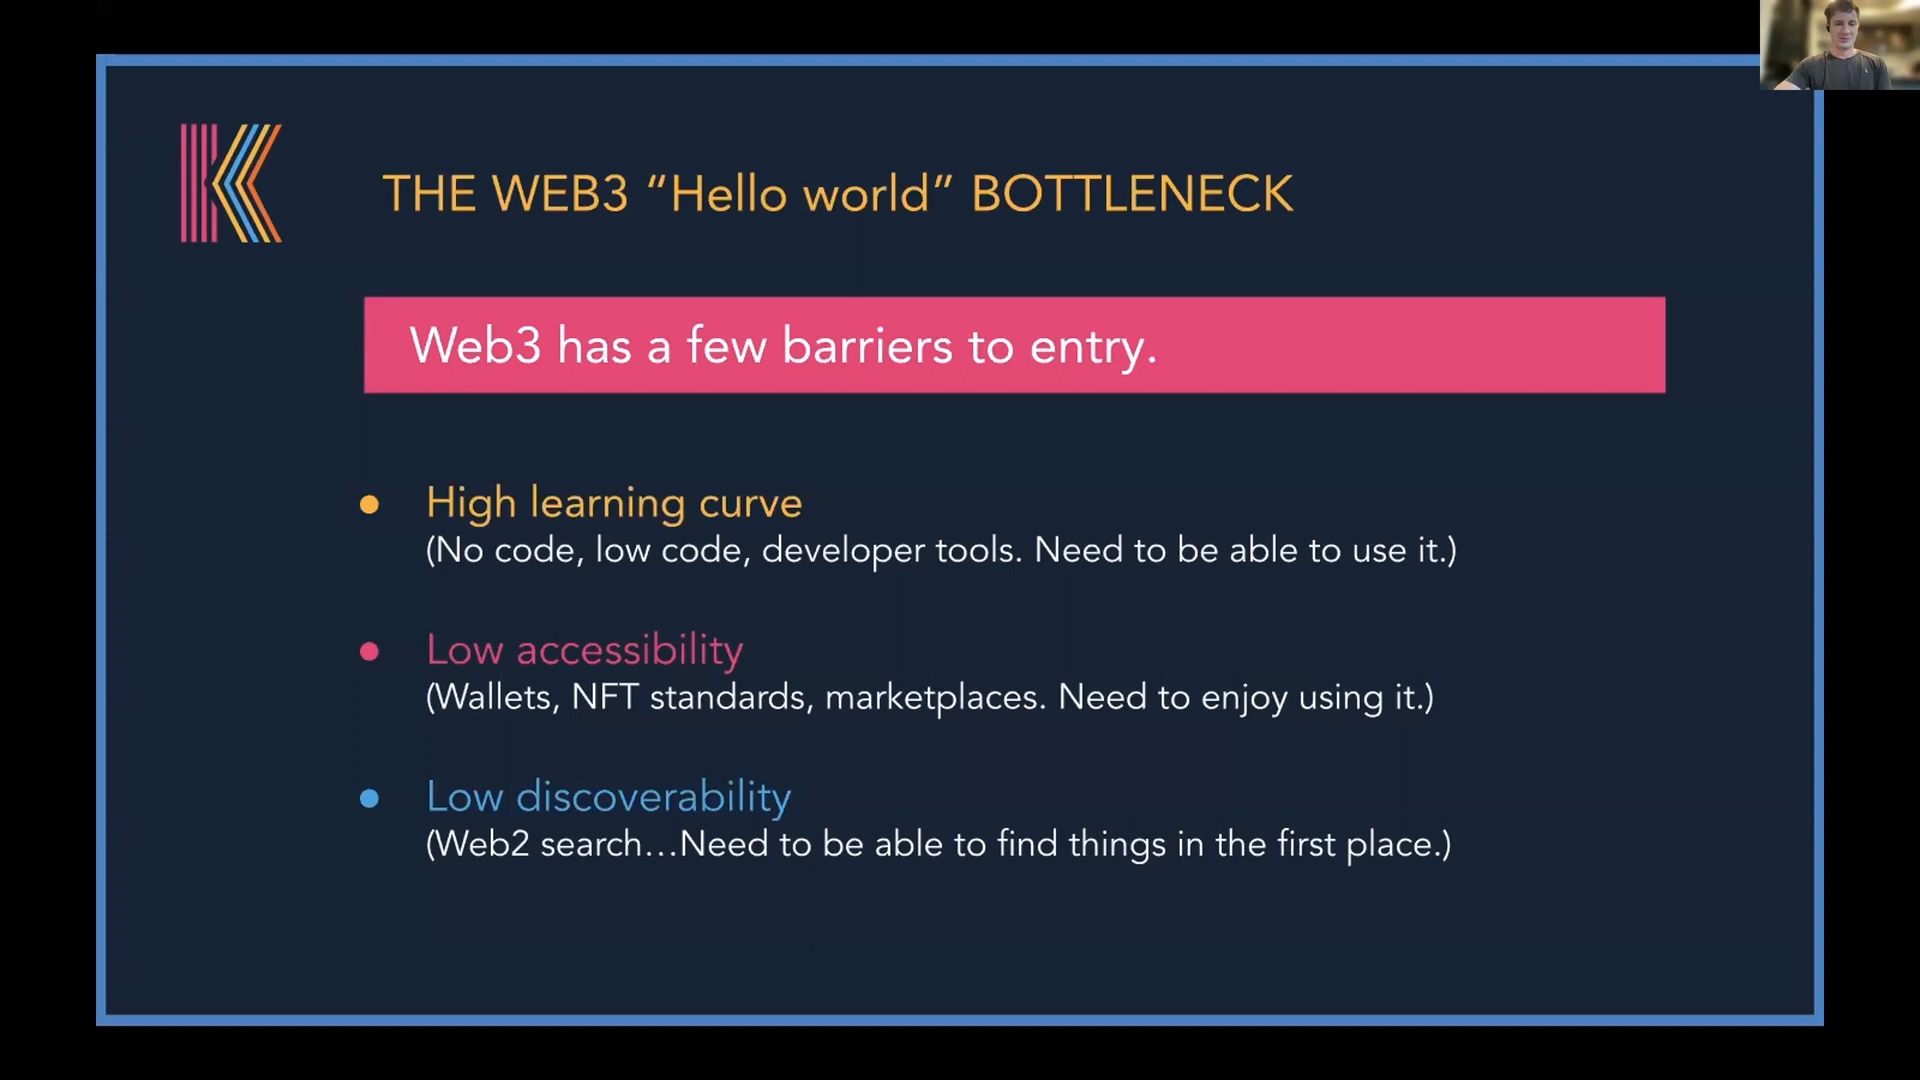 THE WEB3 “Hello world” BOTTLENECK
Web3 has a few barriers to entry.
High learning curve
(No code, low code, developer tools. Need to be able to use it.)
Low accessibility
(Wallets, NFT standards, marketplaces. Need to enjoy using it.)
Low discoverability
(Web2 search…Need to be able to find things in the first place.)